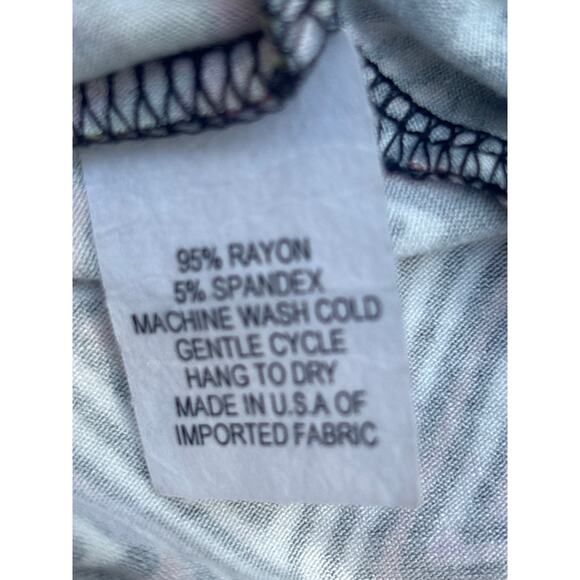 95% RAYON
5% SPANDEX
MACHINE WASH COLD
GENTLE CYCLE
HANG TO DRY
MADE IN U.S.A OF
IMPORTED FABRIC